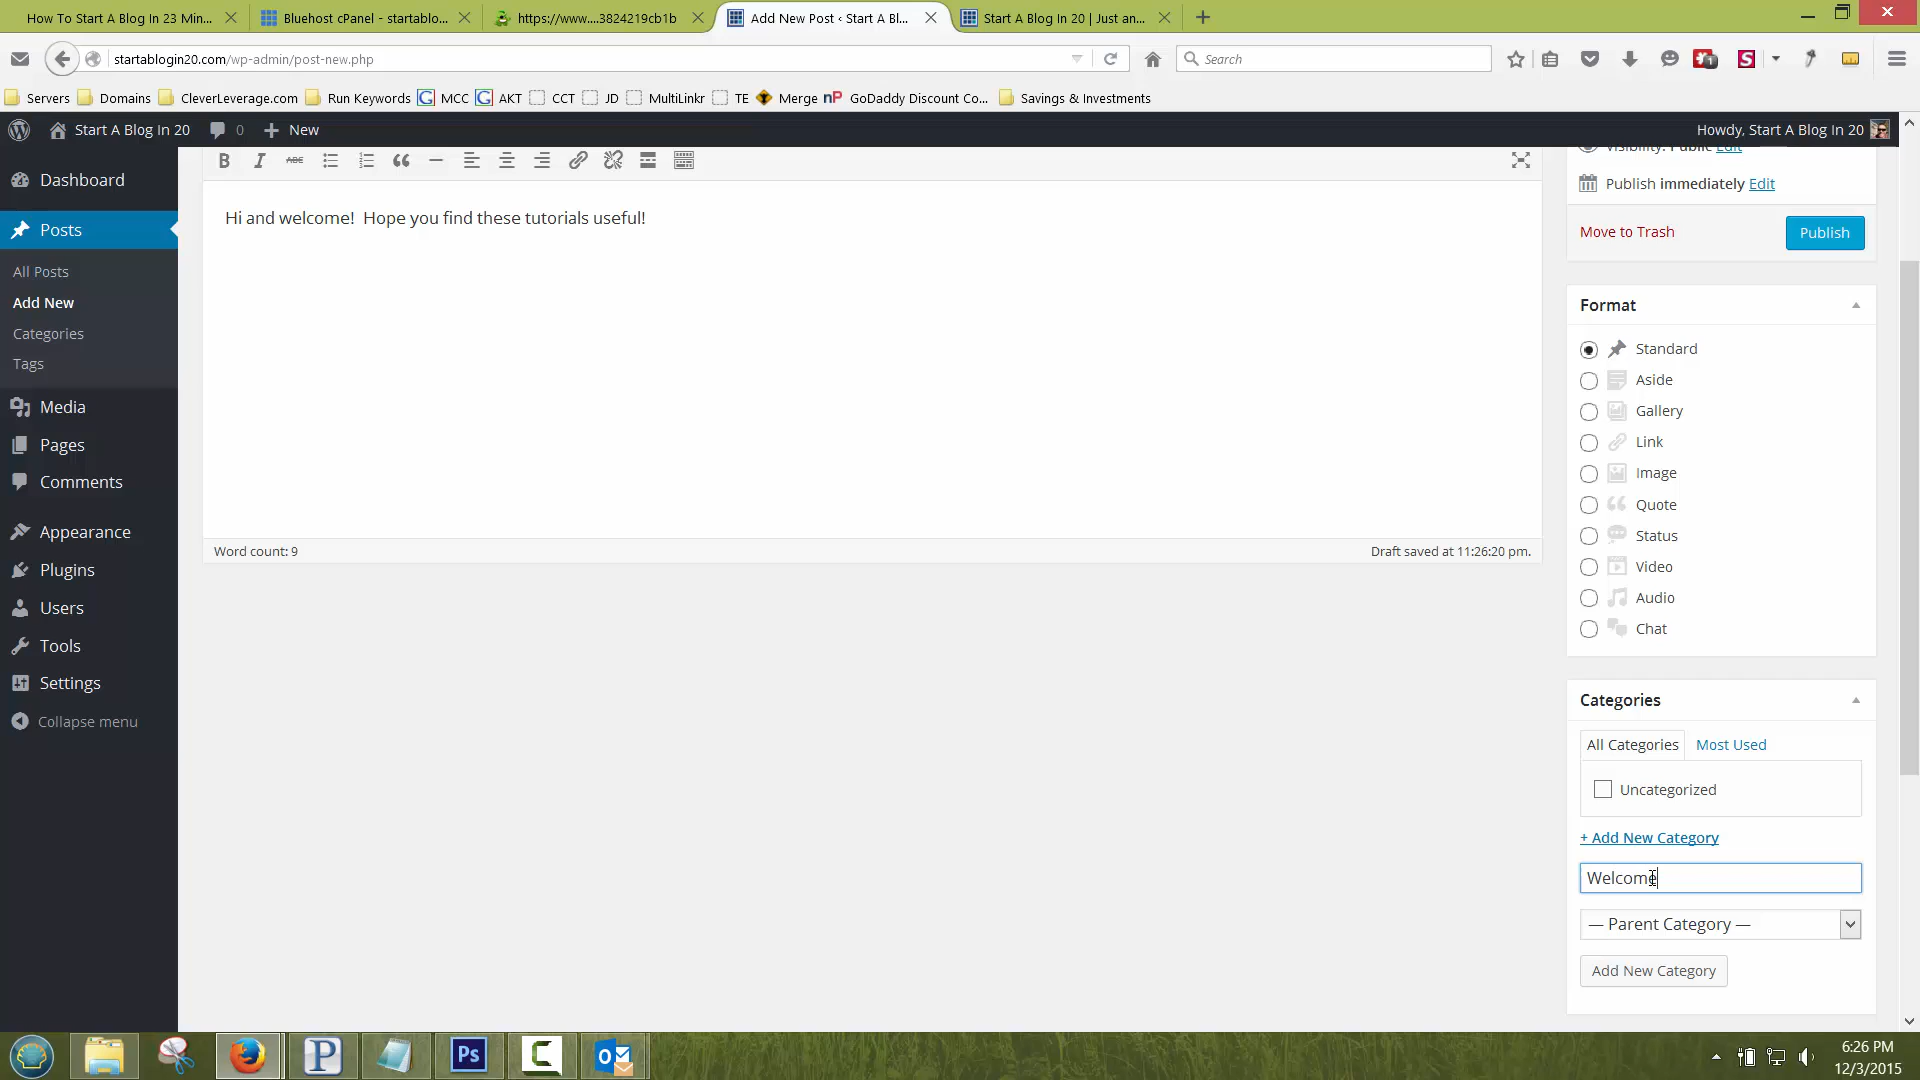 How To Start A Blog In 23 Min...
Bluehost cPanel - startablo...
https://www....3824219cb1b
Add New Post ‹ Start A Bl...
Start A Blog In 20 | Just an...
startablogin20.com/wp-admin/post-new.php
Search
1
Servers Domains CleverLeverage.com Run Keywords MCC AKT CCT JD MultiLinkr TE Merge GoDaddy Discount Co... Savings & Investments
Start A Blog In 20 0 New
Howdy, Start A Blog In 20
Dashboard
Posts
All Posts
Add New
Categories
Tags
Media
Pages
Comments
Appearance
Plugins
Users
Tools
Settings
Collapse menu
B I ABC
Hi and welcome!  Hope you find these tutorials useful!
Word count: 9
Draft saved at 11:26:20 pm.
Visibility: Public Edit
Publish immediately Edit
Move to Trash
Publish
Format
Standard
Aside
Gallery
Link
Image
Quote
Status
Video
Audio
Chat
Categories
All Categories Most Used
Uncategorized
+ Add New Category
Welcome
— Parent Category —
Add New Category
6:26 PM
12/3/2015